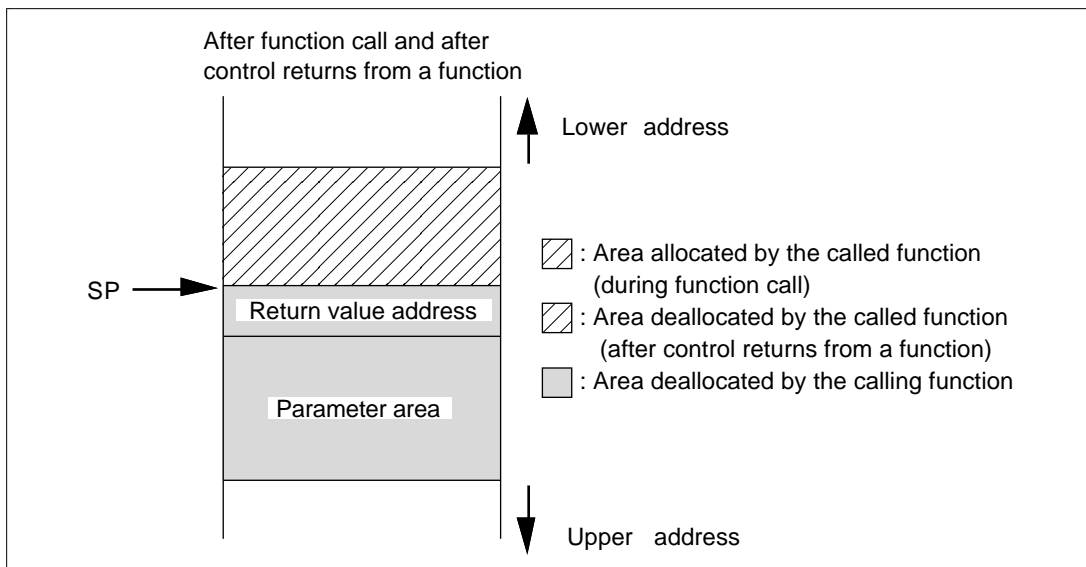 After function call and after
control returns from a function
Lower address
SP
Return value address
Parameter area
: Area allocated by the called function
(during function call)
: Area deallocated by the called function
(after control returns from a function)
: Area deallocated by the calling function
Upper address